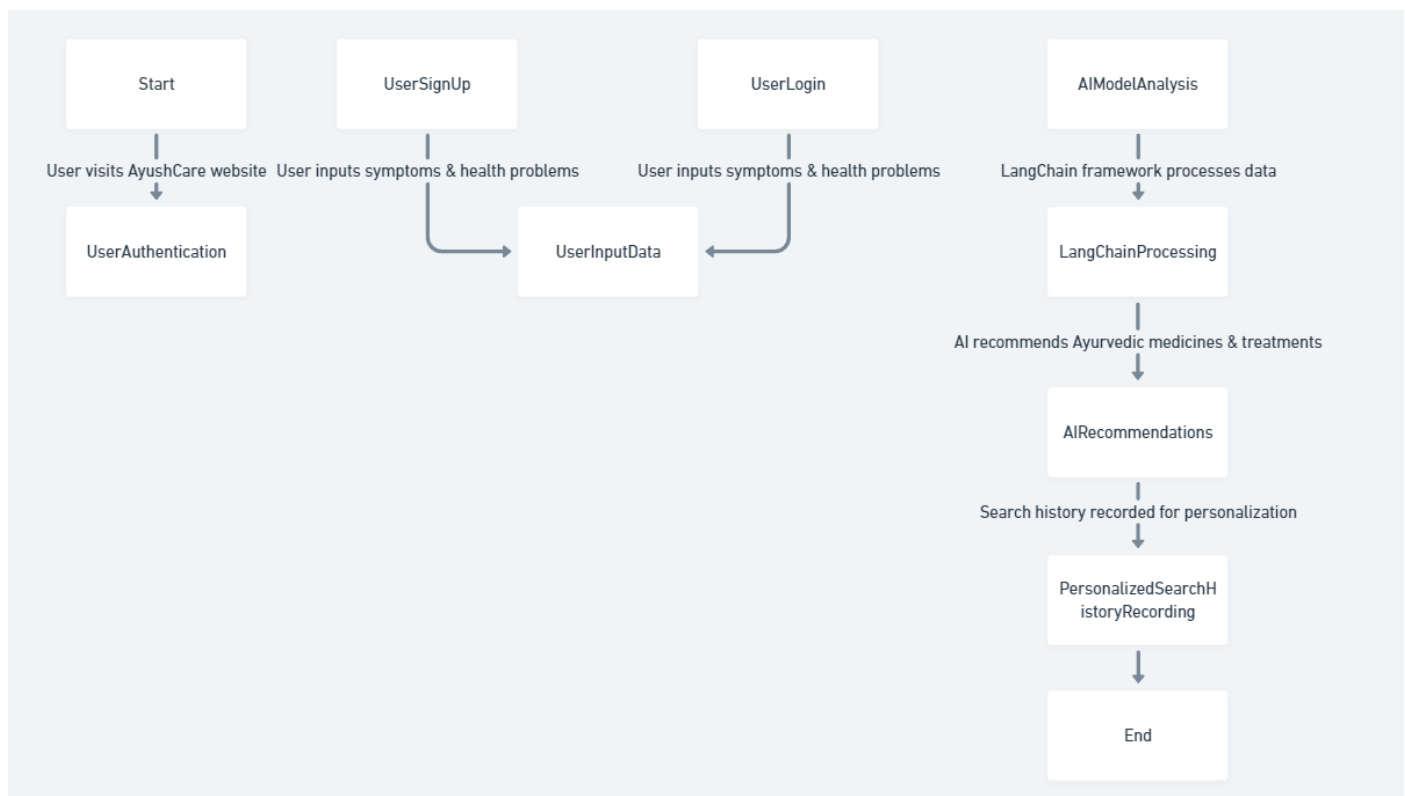 Start
UserSignUp
UserLogin
AIModelAnalysis
User visits AyushCare website
User inputs symptoms & health problems
User inputs symptoms & health problems
LangChain framework processes data
UserAuthentication
UserInputData
LangChainProcessing
AI recommends Ayurvedic medicines & treatments
AIRecommendations
Search history recorded for personalization
PersonalizedSearchH
istoryRecording
End